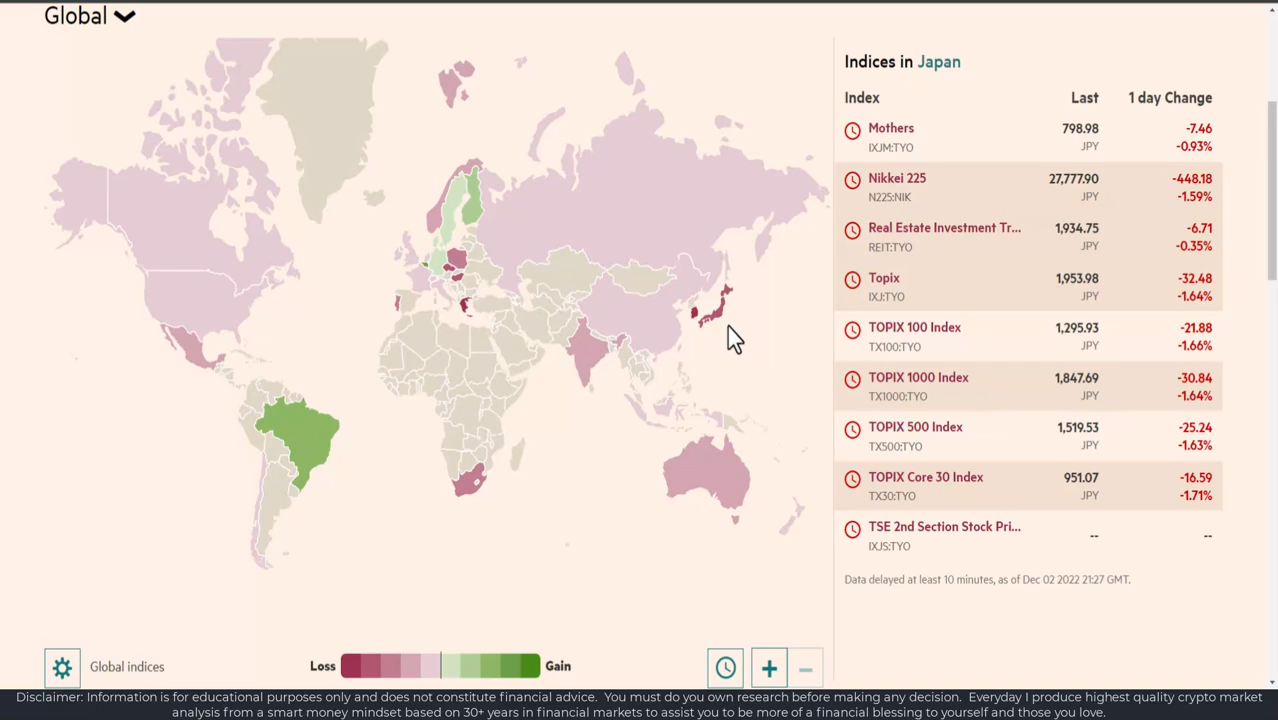 Global
Indices in Japan
Index Last 1 day Change
Mothers 798.98 -7.46
IXJM:TYO JPY -0.93%
Nikkei 225 27,777.90 -448.18
N225:NIK JPY -1.59%
Real Estate Investment Tr... 1,934.75 -6.71
REIT:TYO JPY -0.35%
Topix 1,953.98 -32.48
IXJ:TYO JPY -1.64%
TOPIX 100 Index 1,295.93 -21.88
TX100:TYO JPY -1.66%
TOPIX 1000 Index 1,847.69 -30.84
TX1000:TYO JPY -1.64%
TOPIX 500 Index 1,519.53 -25.24
TX500:TYO JPY -1.63%
TOPIX Core 30 Index 951.07 -16.59
TX30:TYO JPY -1.71%
TSE 2nd Section Stock Pri... -- --
IXJS:TYO
Data delayed at least 10 minutes, as of Dec 02 2022 21:27 GMT.
Global indices Loss Gain
Disclaimer: Information is for educational purposes only and does not constitute financial advice. You must do you own research before making any decision. Everyday I produce highest quality crypto market
analysis from a smart money mindset based on 30+ years in financial markets to assist you to be more of a financial blessing to yourself and those you love